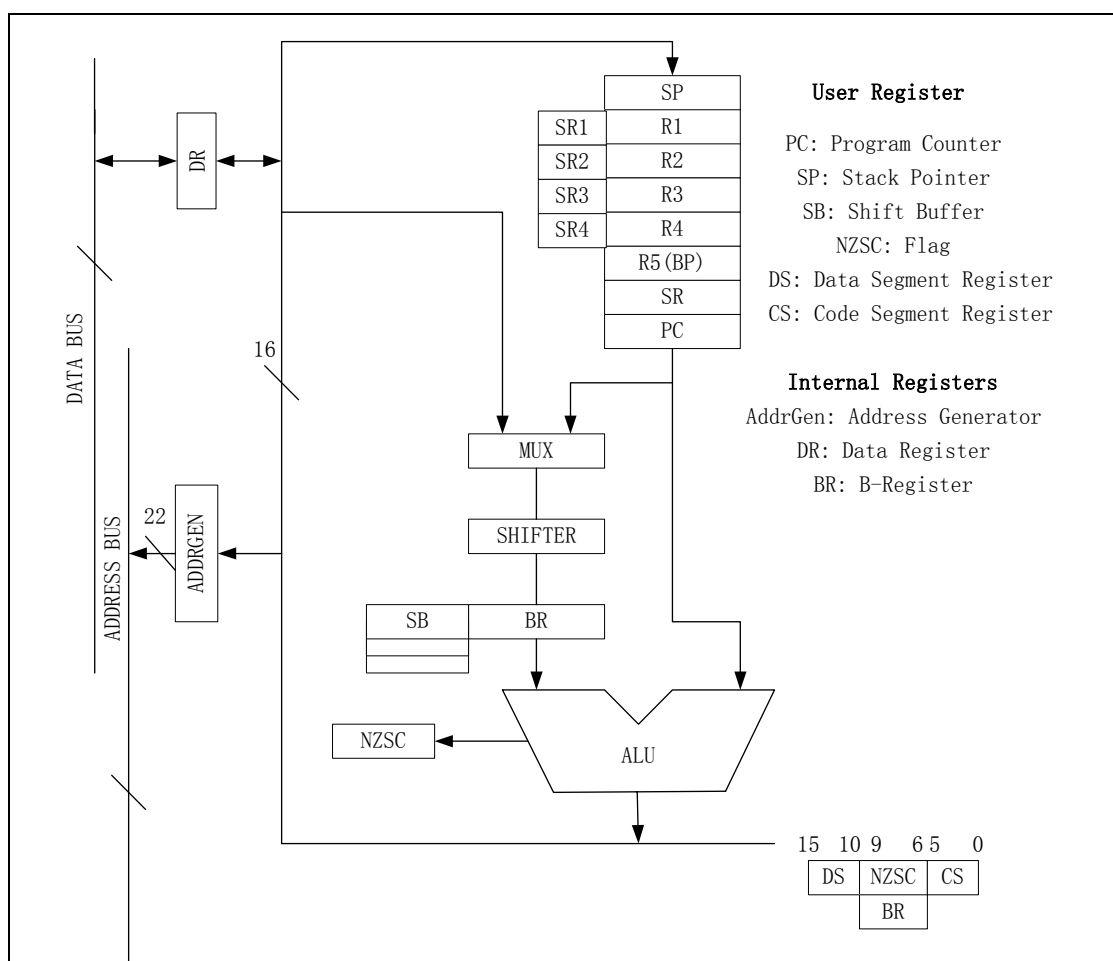 SP
SR1 R1
SR2 R2
SR3 R3
SR4 R4
R5(BP)
SR
PC
User Register
PC: Program Counter
SP: Stack Pointer
SB: Shift Buffer
NZSC: Flag
DS: Data Segment Register
CS: Code Segment Register
Internal Registers
AddrGen: Address Generator
DR: Data Register
BR: B-Register
DR
DATA BUS
16
MUX
SHIFTER
ADDRESS BUS
22
ADDRGEN
SB BR
NZSC
ALU
15 10 9 6 5 0
DS NZSC CS
BR